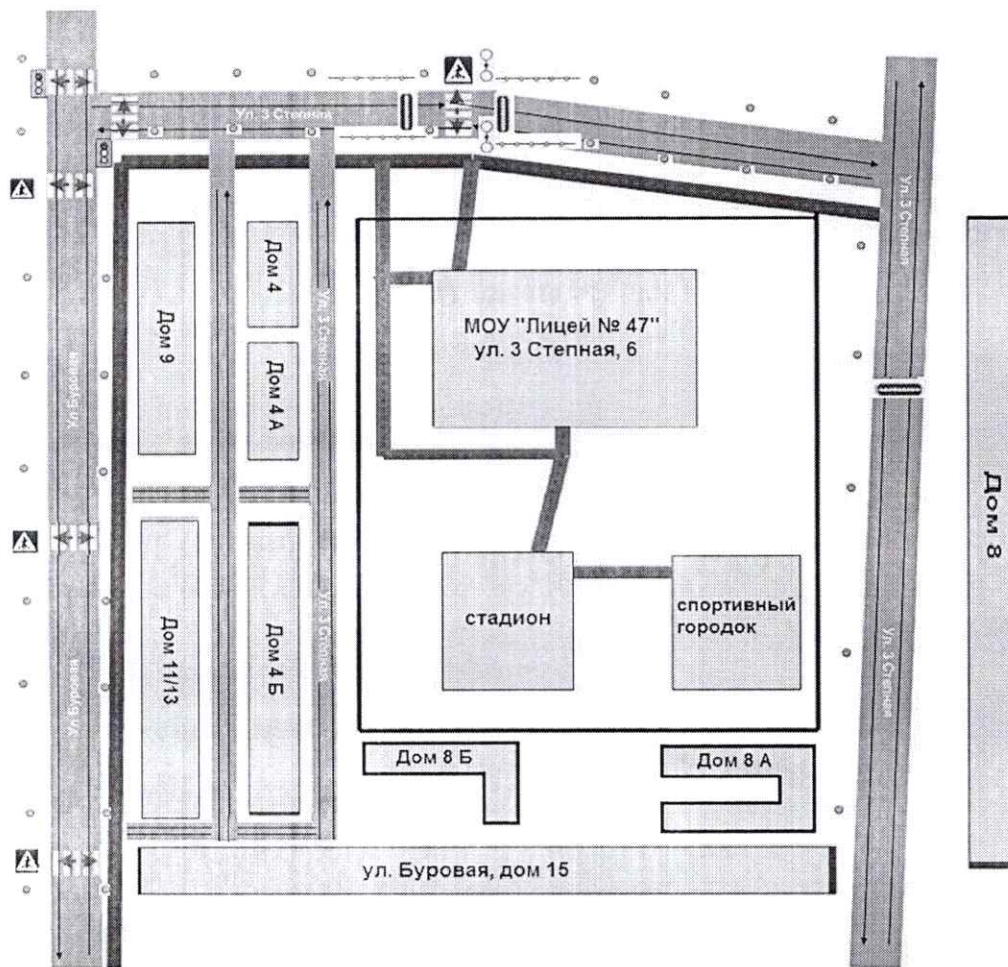 Ул. 3 Степная
Ул. 3 Степная
Дом 9
Дом 4
Ул. 3 Степная
Дом 4 А
МОУ "Лицей № 47"
ул. 3 Степная, 6
Ул Бурова
Дом 8
Дом 11/13
Дом 4 Б
Ул. 3 Степная
стадион
спортивный
городок
Ул. 3 Степная
Ул Бурова
Дом 8 Б
Дом 8 А
ул. Буровая, дом 15